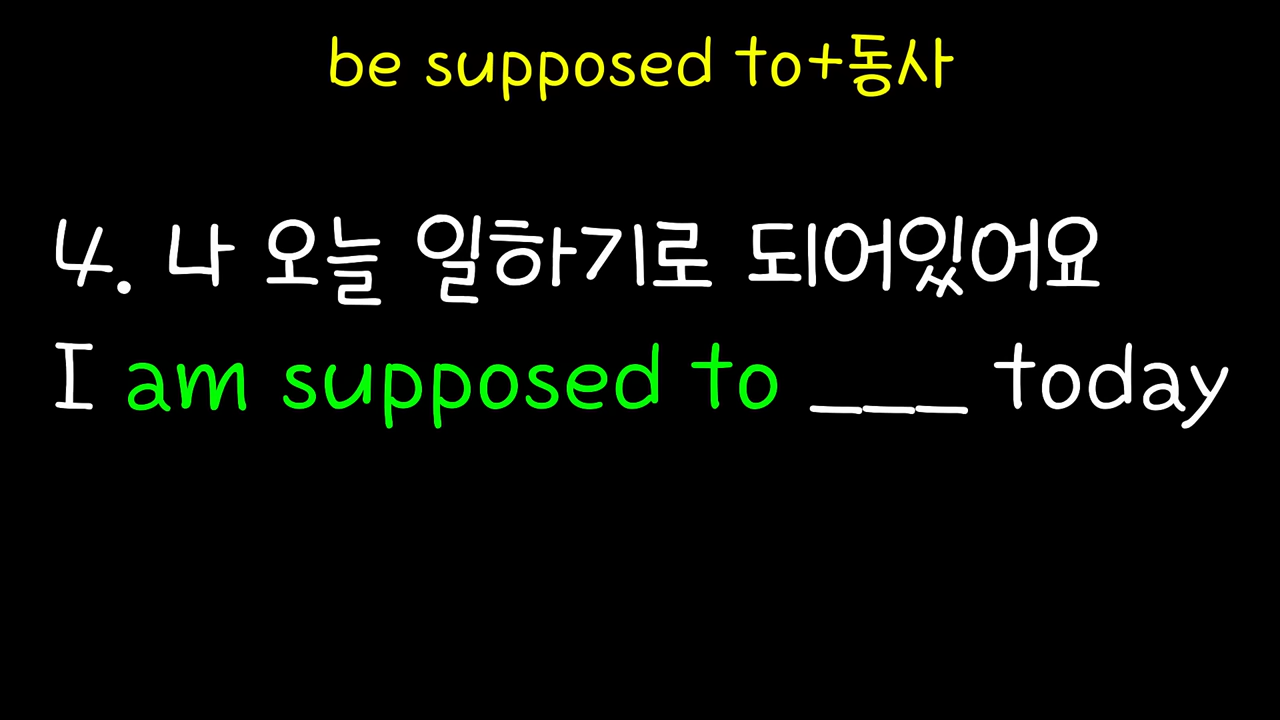 be supposed to+동사
4. 나 오늘 일하기로 되어있어요
I am supposed to ___ today